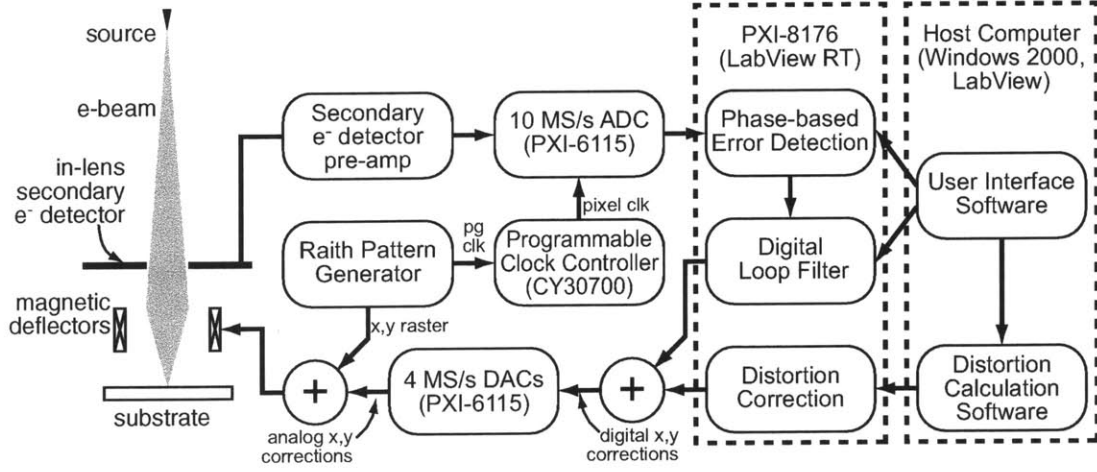 source
e-beam
in-lens
secondary
e⁻ detector
magnetic
deflectors
substrate
Secondary
e⁻ detector
pre-amp
10 MS/s ADC
(PXI-6115)
pixel clk
Raith Pattern
Generator
pg
clk
Programmable
Clock Controller
(CY30700)
x,y raster
+
analog x,y
corrections
4 MS/s DACs
(PXI-6115)
+
digital x,y
corrections
PXI-8176
(LabView RT)
Phase-based
Error Detection
Digital
Loop Filter
Distortion
Correction
Host Computer
(Windows 2000,
LabView)
User Interface
Software
Distortion
Calculation
Software